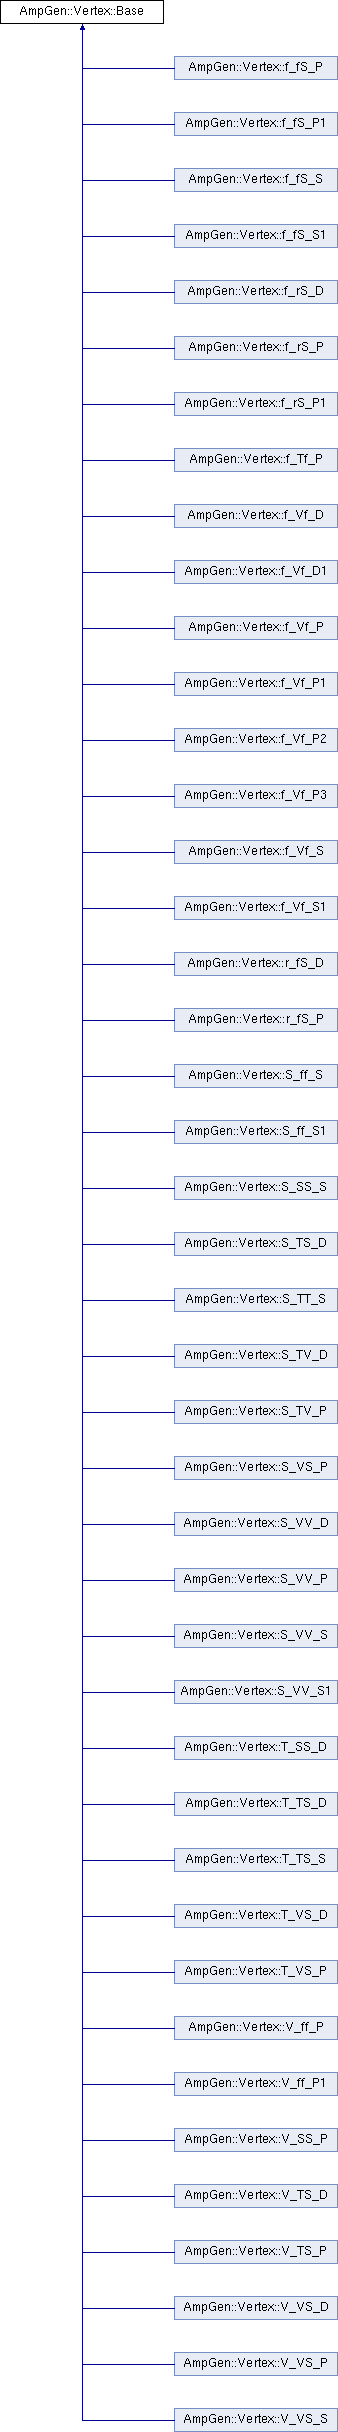 AmpGen::Vertex::Base
AmpGen::Vertex::f_fS_P
AmpGen::Vertex::f_fS_P1
AmpGen::Vertex::f_fS_S
AmpGen::Vertex::f_fS_S1
AmpGen::Vertex::f_rS_D
AmpGen::Vertex::f_rS_P
AmpGen::Vertex::f_rS_P1
AmpGen::Vertex::f_Tf_P
AmpGen::Vertex::f_Vf_D
AmpGen::Vertex::f_Vf_D1
AmpGen::Vertex::f_Vf_P
AmpGen::Vertex::f_Vf_P1
AmpGen::Vertex::f_Vf_P2
AmpGen::Vertex::f_Vf_P3
AmpGen::Vertex::f_Vf_S
AmpGen::Vertex::f_Vf_S1
AmpGen::Vertex::r_fS_D
AmpGen::Vertex::r_fS_P
AmpGen::Vertex::S_ff_S
AmpGen::Vertex::S_ff_S1
AmpGen::Vertex::S_SS_S
AmpGen::Vertex::S_TS_D
AmpGen::Vertex::S_TT_S
AmpGen::Vertex::S_TV_D
AmpGen::Vertex::S_TV_P
AmpGen::Vertex::S_VS_P
AmpGen::Vertex::S_VV_D
AmpGen::Vertex::S_VV_P
AmpGen::Vertex::S_VV_S
AmpGen::Vertex::S_VV_S1
AmpGen::Vertex::T_SS_D
AmpGen::Vertex::T_TS_D
AmpGen::Vertex::T_TS_S
AmpGen::Vertex::T_VS_D
AmpGen::Vertex::T_VS_P
AmpGen::Vertex::V_ff_P
AmpGen::Vertex::V_ff_P1
AmpGen::Vertex::V_SS_P
AmpGen::Vertex::V_TS_D
AmpGen::Vertex::V_TS_P
AmpGen::Vertex::V_VS_D
AmpGen::Vertex::V_VS_P
AmpGen::Vertex::V_VS_S